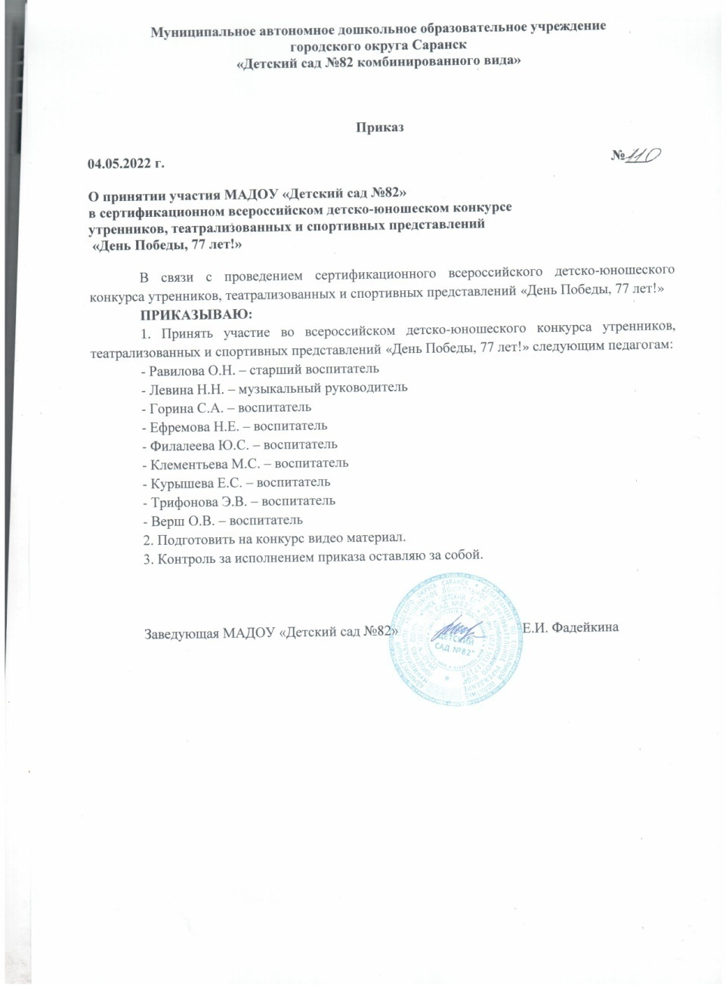 Муниципальное автономное дошкольное образовательное учреждение
городского округа Саранск
«Детский сад №82 комбинированного вида»
Приказ
04.05.2022 г.
№110
О принятии участия МАДОУ «Детский сад №82»
в сертификационном всероссийском детско-юношеском конкурсе
утренников, театрализованных и спортивных представлений
«День Победы, 77 лет!»
В связи с проведением сертификационного всероссийского детско-юношеского
конкурса утренников, театрализованных и спортивных представлений «День Победы, 77 лет!»
ПРИКАЗЫВАЮ:
1. Принять участие во всероссийском детско-юношеского конкурса утренников,
театрализованных и спортивных представлений «День Победы, 77 лет!» следующим педагогам:
- Равилова О.Н. – старший воспитатель
- Левина Н.Н. – музыкальный руководитель
- Горина С.А. – воспитатель
- Ефремова Н.Е. – воспитатель
- Филалеева Ю.С. – воспитатель
- Клементьева М.С. – воспитатель
- Курышева Е.С. – воспитатель
- Трифонова Э.В. – воспитатель
- Верш О.В. – воспитатель
2. Подготовить на конкурс видео материал.
3. Контроль за исполнением приказа оставляю за собой.
Заведующая МАДОУ «Детский сад №82»
Е.И. Фадейкина
"ДЕТСКИЙ
САД №82"